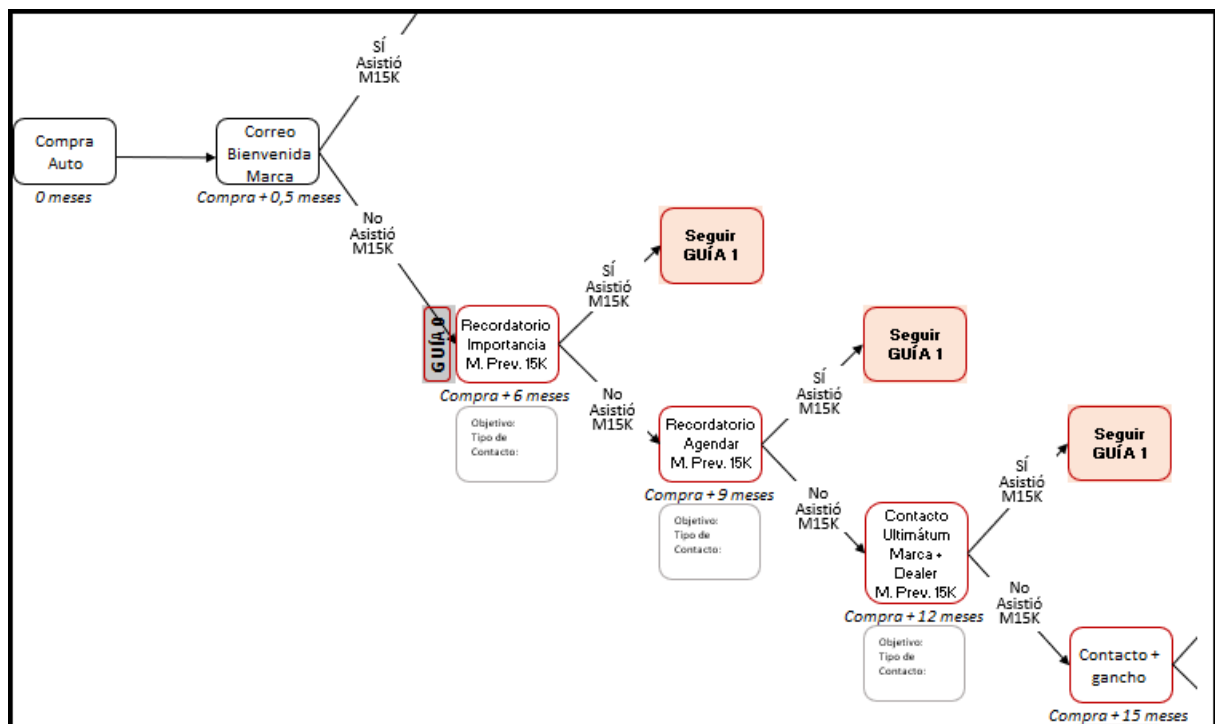 SÍ
Asistió
M15K
Compra
Auto
0 meses
Correo
Bienvenida
Marca
Compra + 0,5 meses
No
Asistió
M15K
GUÍA 0
Recordatorio
Importancia
M. Prev. 15K
Compra + 6 meses
Objetivo:
Tipo de
Contacto:
SÍ
Asistió
M15K
Seguir
GUÍA 1
No
Asistió
M15K
Recordatorio
Agendar
M. Prev. 15K
Compra + 9 meses
Objetivo:
Tipo de
Contacto:
SÍ
Asistió
M15K
Seguir
GUÍA 1
No
Asistió
M15K
Contacto
Ultimátum
Marca +
Dealer
M. Prev. 15K
Compra + 12 meses
Objetivo:
Tipo de
Contacto:
SÍ
Asistió
M15K
Seguir
GUÍA 1
No
Asistió
M15K
Contacto +
gancho
Compra + 15 meses